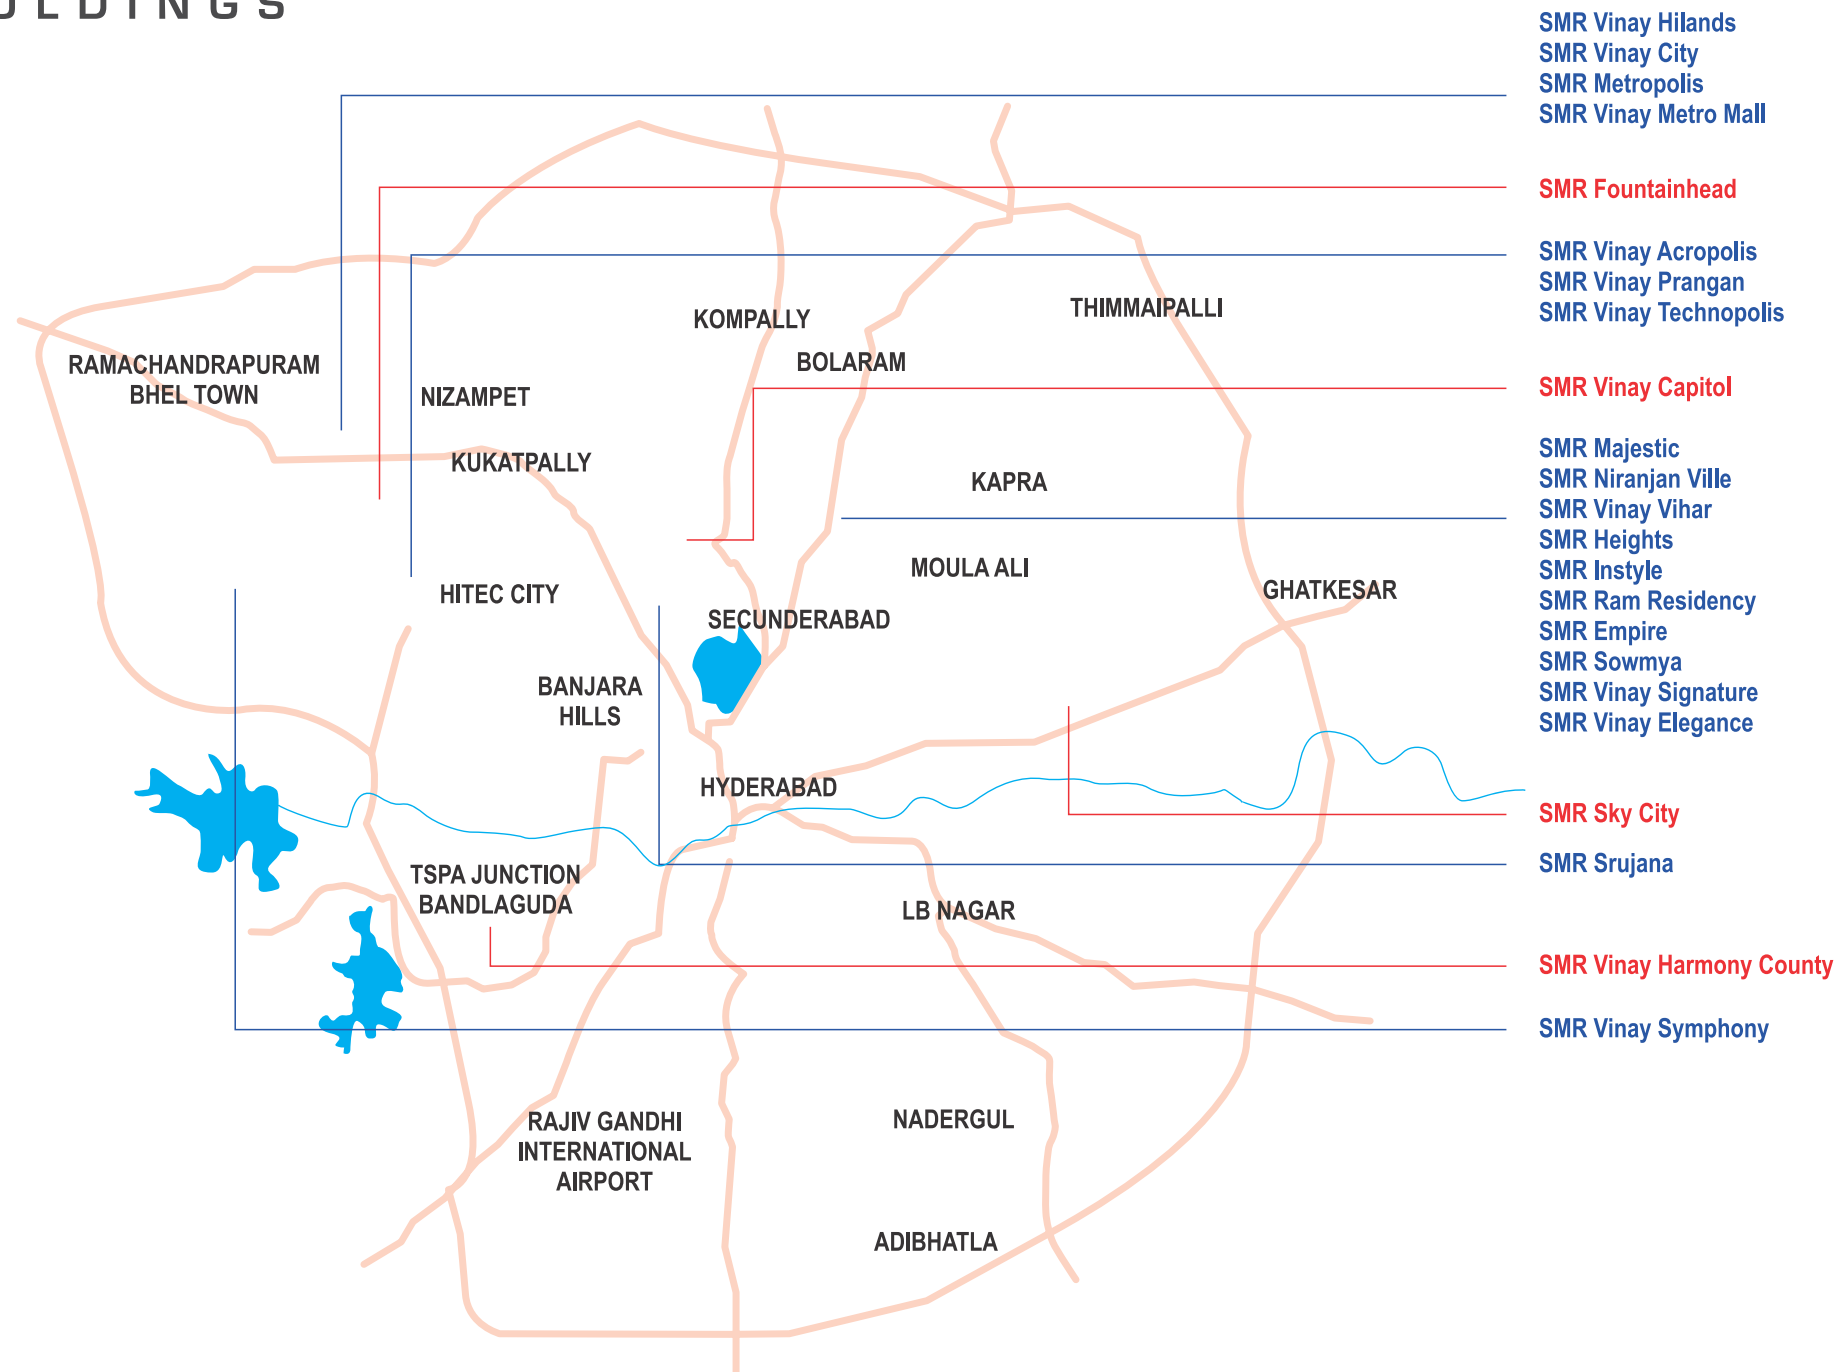 SMR Vinay Hilands
SMR Vinay City
SMR Metropolis
SMR Vinay Metro Mall
SMR Fountainhead
SMR Vinay Acropolis
SMR Vinay Prangan
SMR Vinay Technopolis
SMR Vinay Capitol
SMR Majestic
SMR Niranjan Ville
SMR Vinay Vihar
SMR Heights
SMR Instyle
SMR Ram Residency
SMR Empire
SMR Sowmya
SMR Vinay Signature
SMR Vinay Elegance
SMR Sky City
SMR Srujana
SMR Vinay Harmony County
SMR Vinay Symphony
KOMPALLY
THIMMAIPALLI
RAMACHANDRAPURAM
BHEL TOWN
BOLARAM
NIZAMPET
KUKATPALLY
KAPRA
MOULA ALI
HITEC CITY
GHATKESAR
SECUNDERABAD
BANJARA
HILLS
HYDERABAD
TSPA JUNCTION
BANDLAGUDA
LB NAGAR
RAJIV GANDHI
INTERNATIONAL
AIRPORT
NADERGUL
ADIBHATLA